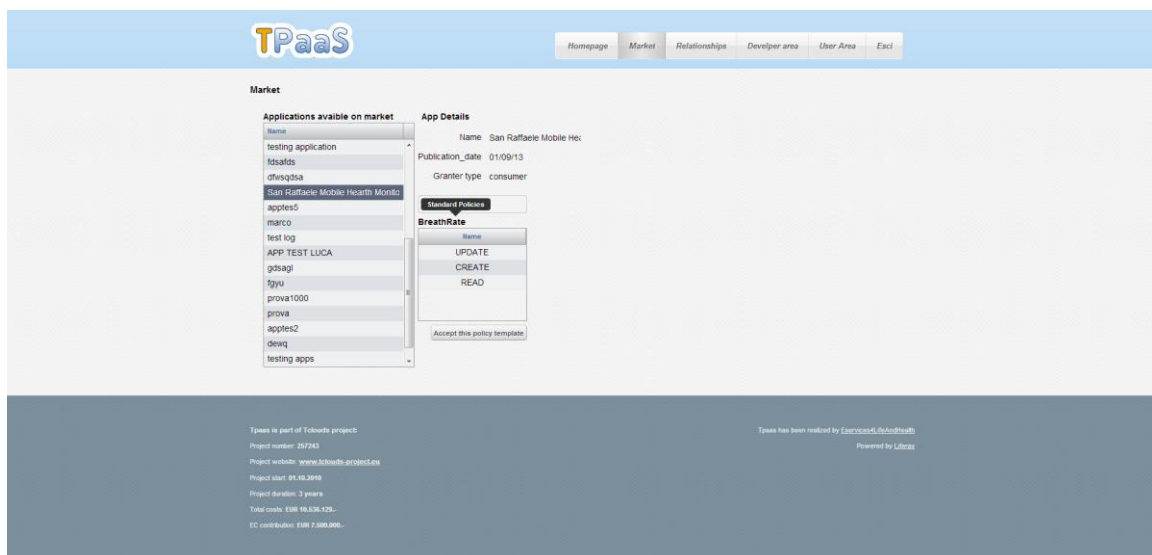 TPaaS
Homepage Market Relationships Develper area User Area Esci
Market
Applications avaible on market
Name
testing application
fdsafds
dfwsqdsa
San Raffaele Mobile Hearth Monito
apptes5
marco
test log
APP TEST LUCA
gdsagl
fgyu
prova1000
prova
apptes2
dewq
testing apps
App Details
Name San Raffaele Mobile Hea
Publication_date 01/09/13
Granter type consumer
Standard Policies
BreathRate
Name
UPDATE
CREATE
READ
Accept this policy template
Tpaas is part of Tclouds project:
Project number: 257243
Project website: www.tclouds-project.eu
Project start: 01.10.2010
Project duration: 3 years
Total costs: EUR 10.536.129.-
EC contribution: EUR 7.500.000.-
Tpaas has been realized by Eservices4LifeAndHealth
Powered by Liferay